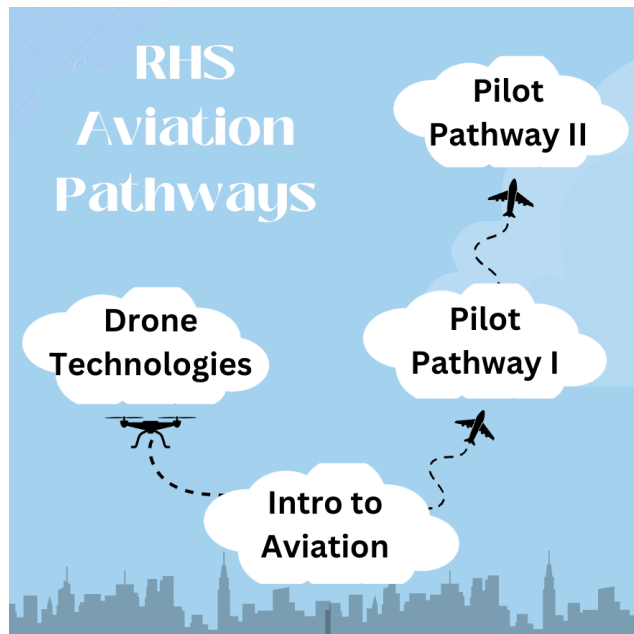 RHS
Aviation
Pathways
Pilot
Pathway II
Drone
Technologies
Pilot
Pathway I
Intro to
Aviation